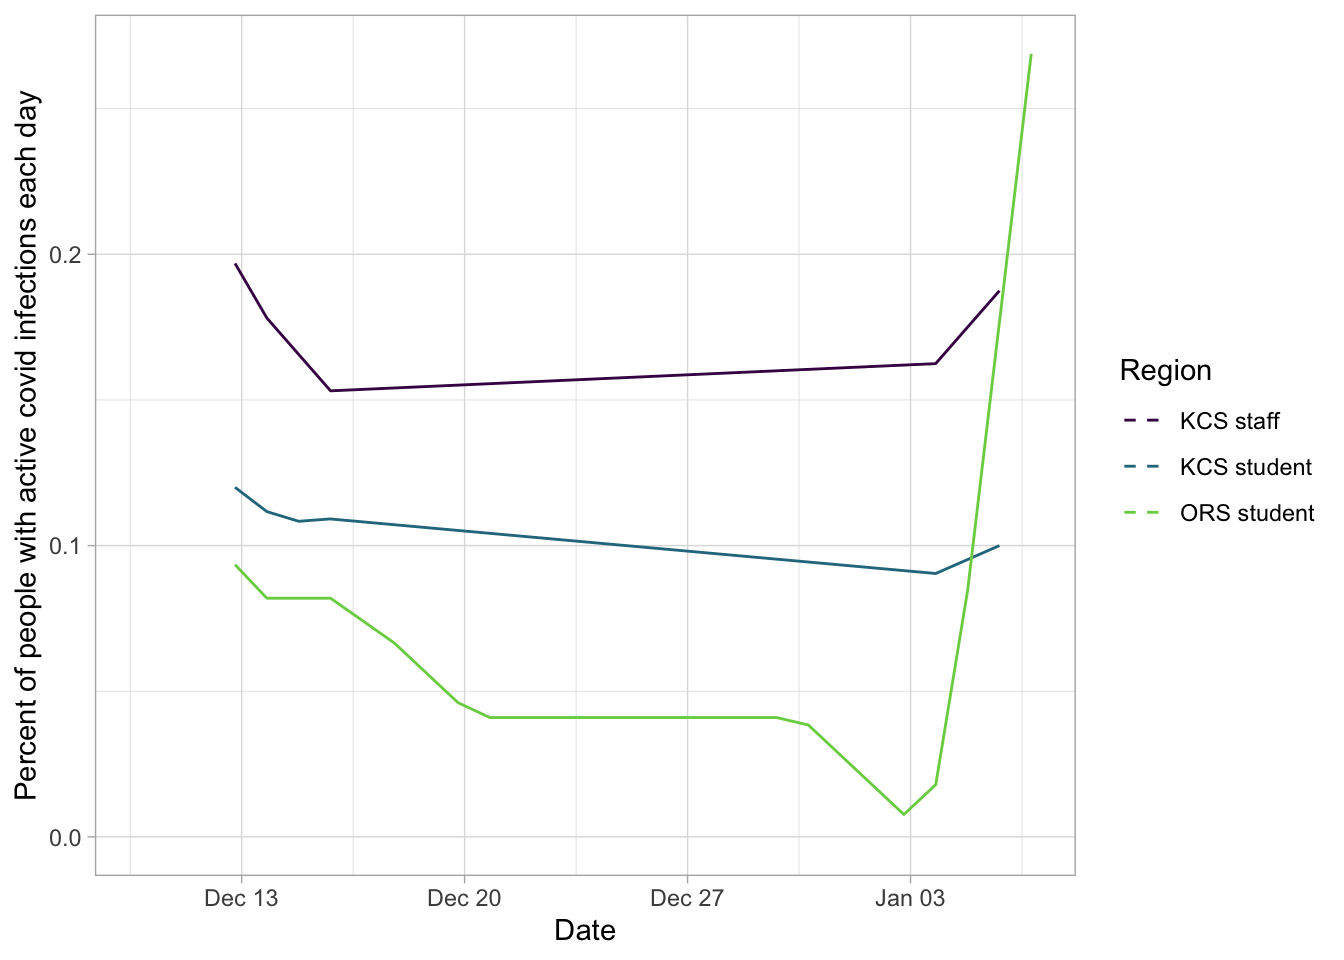 Percent of people with active covid infections each day
0.2
0.1
0.0
Dec 13
Dec 20
Dec 27
Jan 03
Date
Region
KCS staff
KCS student
ORS student